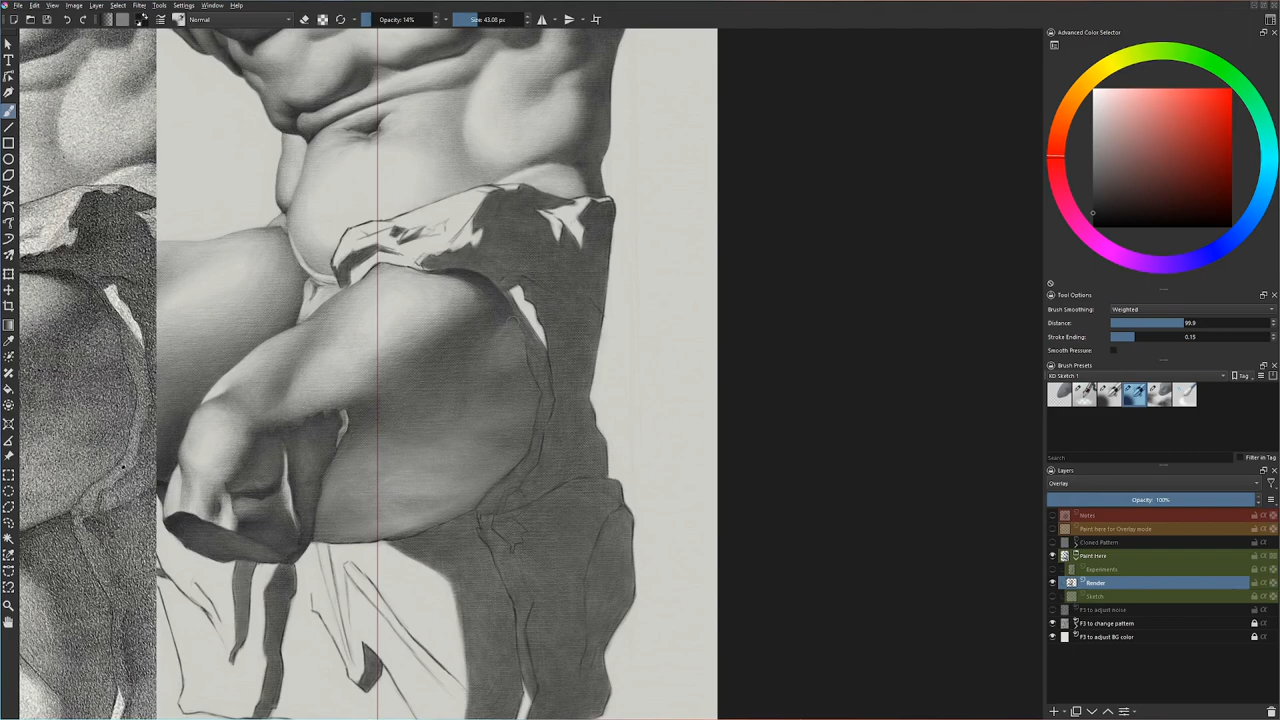 File Edit View Image Layer Select Filter Tools Settings Window Help
Normal
Opacity: 14%
Size: 43.08 px
Advanced Color Selector
Tool Options
Brush Smoothing: Weighted
Distance: 99.9
Stroke Ending: 0.15
Smooth Pressure:
Brush Presets
KD Sketch 1
Tag
Search
Filter in Tag
Layers
Overlay
Opacity: 100%
Notes
Paint here for Overlay mode
Cloned Pattern
Paint Here
Experiments
Render
Sketch
F3 to adjust noise
F3 to change pattern
F3 to adjust BG color